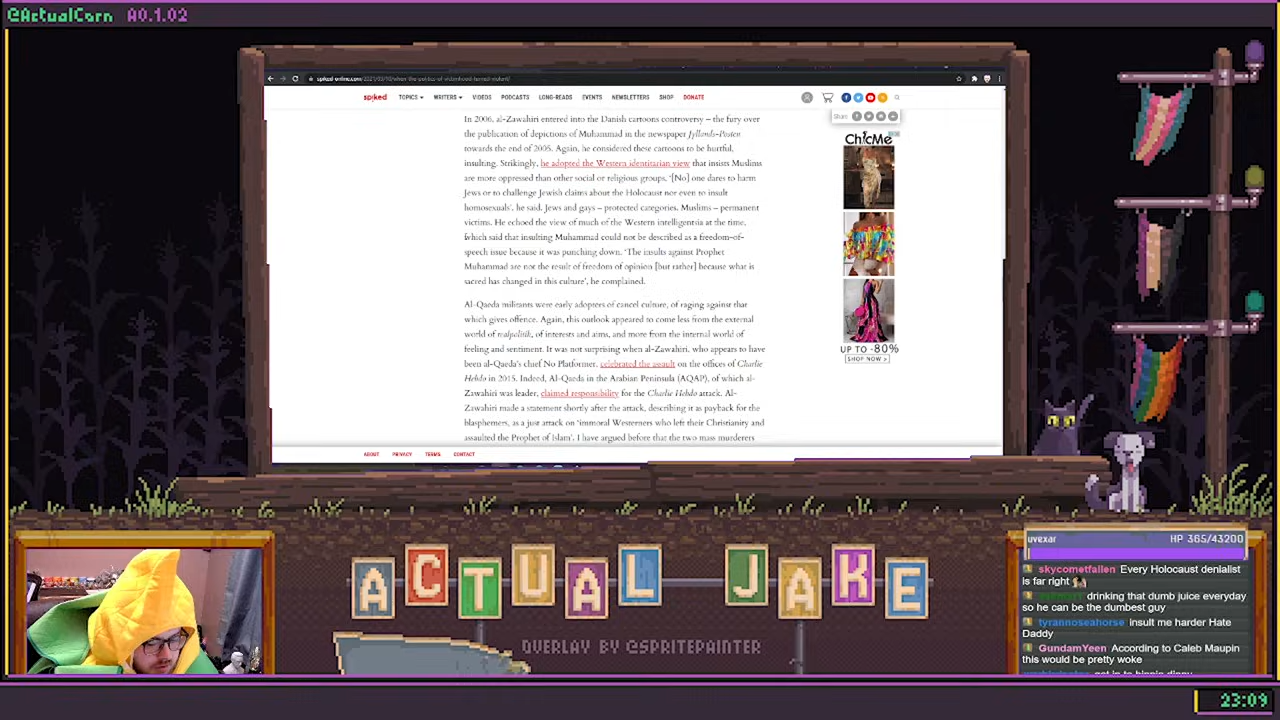 @ActualCorn A0.1.02
spiked-online.com/2021/03/10/when-the-politics-of-victimhood-turned-violent/
spiked TOPICS WRITERS VIDEOS PODCASTS LONG-READS EVENTS NEWSLETTERS SHOP DONATE
Share
In 2006, al-Zawahiri entered into the Danish cartoons controversy – the fury over
the publication of depictions of Muhammad in the newspaper Jyllands-Posten
towards the end of 2005. Again, he considered these cartoons to be hurtful,
insulting. Strikingly, he adopted the Western identitarian view that insists Muslims
are more oppressed than other social or religious groups. '[No] one dares to harm
Jews or to challenge Jewish claims about the Holocaust nor even to insult
homosexuals', he said. Jews and gays – protected categories. Muslims – permanent
victims. He echoed the view of much of the Western intelligentsia at the time,
which said that insulting Muhammad could not be described as a freedom-of-
speech issue because it was punching down. 'The insults against Prophet
Muhammad are not the result of freedom of opinion [but rather] because what is
sacred has changed in this culture', he complained.
Al-Qaeda militants were early adopters of cancel culture, of raging against that
which gives offence. Again, this outlook appeared to come less from the external
world of realpolitik, of interests and aims, and more from the internal world of
feeling and sentiment. It was not surprising when al-Zawahiri, who appears to have
been al-Qaeda's chief No Platformer, celebrated the assault on the offices of Charlie
Hebdo in 2015. Indeed, Al-Qaeda in the Arabian Peninsula (AQAP), of which al-
Zawahiri was leader, claimed responsibility for the Charlie Hebdo attack. Al-
Zawahiri made a statement shortly after the attack, describing it as payback for the
blasphemers, as a just attack on 'immoral Westerners who left their Christianity and
assaulted the Prophet of Islam'. I have argued before that the two mass murderers
ChicMe
UP TO -80%
SHOP NOW >
ABOUT PRIVACY TERMS CONTACT
ACTUAL JAKE
OVERLAY BY @SPRITEPAINTER
uvexar HP 365/43200
skycometfallen Every Holocaust denialist
is far right
drinking that dumb juice everyday
so he can be the dumbest guy
tyrannoseahorse insult me harder Hate
Daddy
GundamYeen According to Caleb Maupin
this would be pretty woke
23:09